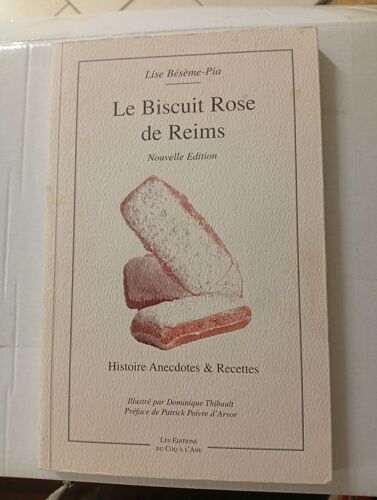 Lise Bésème-Pia
Le Biscuit Rose
de Reims
Nouvelle Edition
Histoire Anecdotes & Recettes
Illustré par Dominique Thibault
Préface de Patrick Poivre d'Arvor
LES EDITIONS
DU COQ À L'ANE